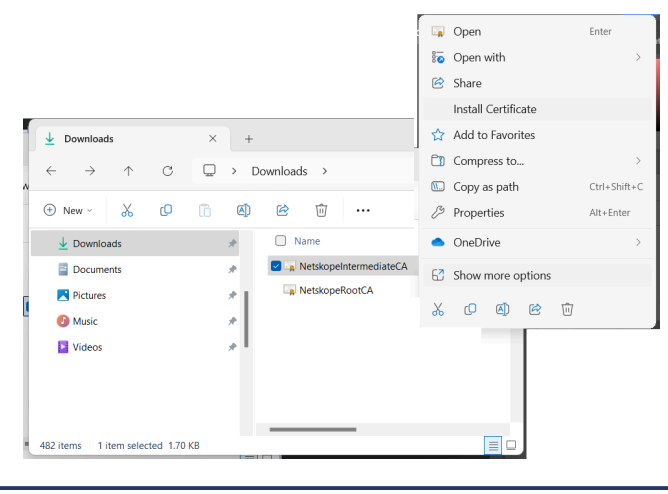 Open Enter
Open with
Share
Install Certificate
Add to Favorites
Compress to...
Copy as path Ctrl+Shift+C
Properties Alt+Enter
OneDrive
Show more options
Downloads
Downloads
New
Downloads
Documents
Pictures
Music
Videos
Name
NetskopeIntermediateCA
NetskopeRootCA
482 items 1 item selected 1.70 KB